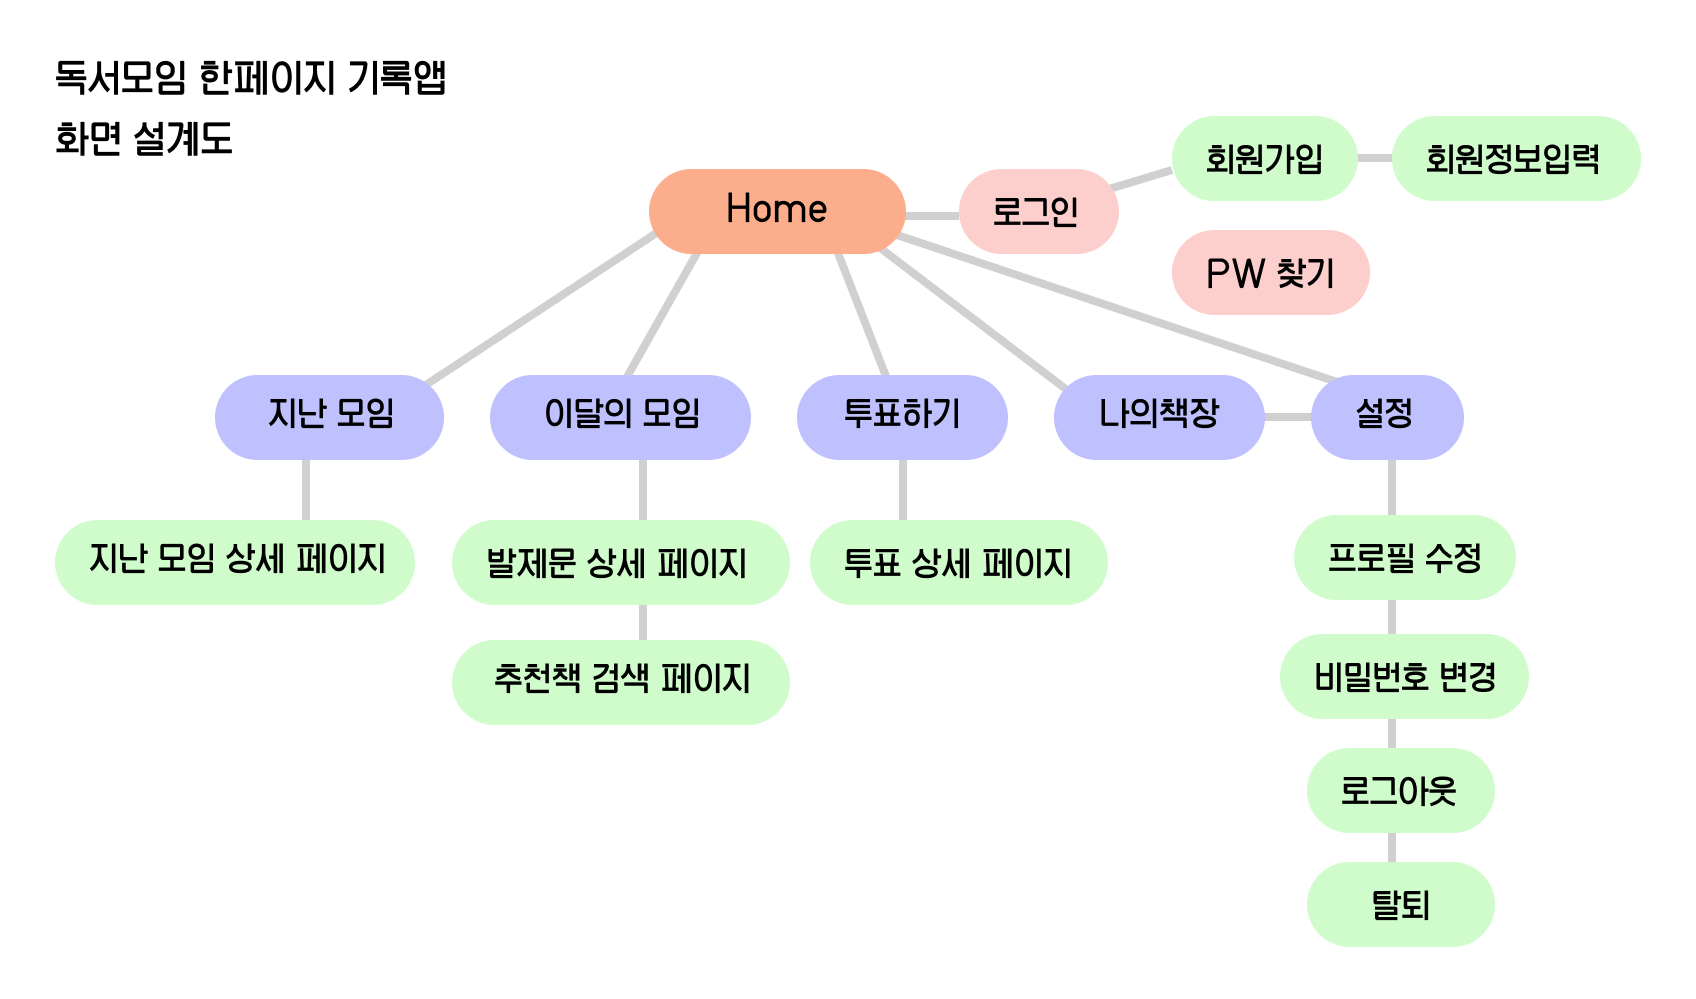 독서모임 한페이지 기록앱
화면 설계도
Home
로그인
회원가입
회원정보입력
PW 찾기
지난 모임
이달의 모임
투표하기
나의책장
설정
지난 모임 상세 페이지
발제문 상세 페이지
투표 상세 페이지
프로필 수정
추천책 검색 페이지
비밀번호 변경
로그아웃
탈퇴